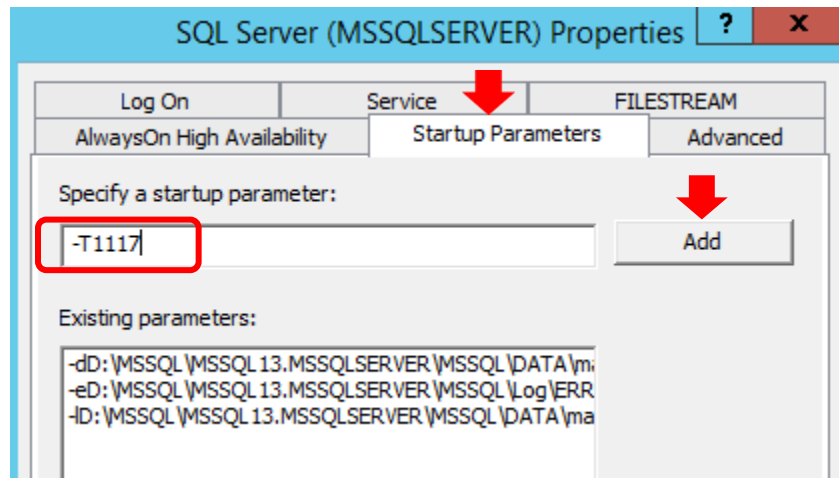 SQL Server (MSSQLSERVER) Properties ? x
Log On Service FILESTREAM
AlwaysOn High Availability Startup Parameters Advanced
Specify a startup parameter:
-T1117 Add
Existing parameters:
-dD:\MSSQL\MSSQL13.MSSQLSERVER\MSSQL\DATA\ma
-eD:\MSSQL\MSSQL13.MSSQLSERVER\MSSQL\Log\ERR
-lD:\MSSQL\MSSQL13.MSSQLSERVER\MSSQL\DATA\ma